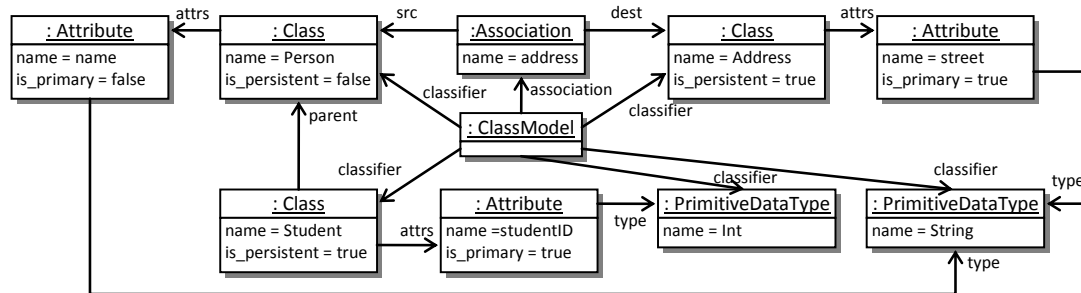 attrs
src
dest
attrs
: Attribute
name = name
is_primary = false
: Class
name = Person
is_persistent = false
:Association
name = address
: Class
name = Address
is_persistent = true
: Attribute
name = street
is_primary = true
parent
classifier
association
classifier
: ClassModel
classifier
classifier
classifier
type
: Class
name = Student
is_persistent = true
attrs
: Attribute
name =studentID
is_primary = true
type
: PrimitiveDataType
name = Int
: PrimitiveDataType
name = String
type